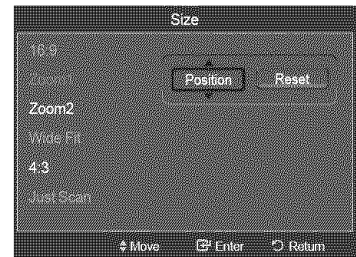 Size
16:9
Zoom1
Position Reset
Zoom2
Wide Fit
4:3
Just Scan
Move Enter Return